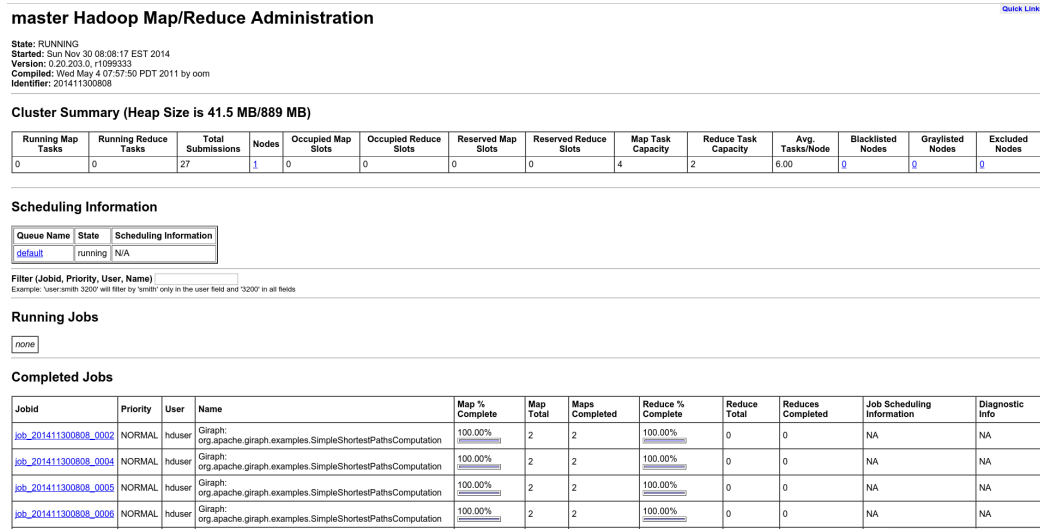 Quick Link
master Hadoop Map/Reduce Administration
State: RUNNING
Started: Sun Nov 30 08:08:17 EST 2014
Version: 0.20.203.0, r1099333
Compiled: Wed May 4 07:57:50 PDT 2011 by oom
Identifier: 201411300808
Cluster Summary (Heap Size is 41.5 MB/889 MB)
Running Map Tasks Running Reduce Tasks Total Submissions Nodes Occupied Map Slots Occupied Reduce Slots Reserved Map Slots Reserved Reduce Slots Map Task Capacity Reduce Task Capacity Avg. Tasks/Node Blacklisted Nodes Graylisted Nodes Excluded Nodes
0 0 27 1 0 0 0 0 4 2 6.00 0 0 0
Scheduling Information
Queue Name State Scheduling Information
default running N/A
Filter (Jobid, Priority, User, Name)
Example: 'user:smith 3200' will filter by 'smith' only in the user field and '3200' in all fields
Running Jobs
none
Completed Jobs
Jobid Priority User Name Map % Complete Map Total Maps Completed Reduce % Complete Reduce Total Reduces Completed Job Scheduling Information Diagnostic Info
job_201411300808_0002 NORMAL hduser Giraph: org.apache.giraph.examples.SimpleShortestPathsComputation 100.00% 2 2 100.00% 0 0 NA NA
job_201411300808_0004 NORMAL hduser Giraph: org.apache.giraph.examples.SimpleShortestPathsComputation 100.00% 2 2 100.00% 0 0 NA NA
job_201411300808_0005 NORMAL hduser Giraph: org.apache.giraph.examples.SimpleShortestPathsComputation 100.00% 2 2 100.00% 0 0 NA NA
job_201411300808_0006 NORMAL hduser Giraph: org.apache.giraph.examples.SimpleShortestPathsComputation 100.00% 2 2 100.00% 0 0 NA NA